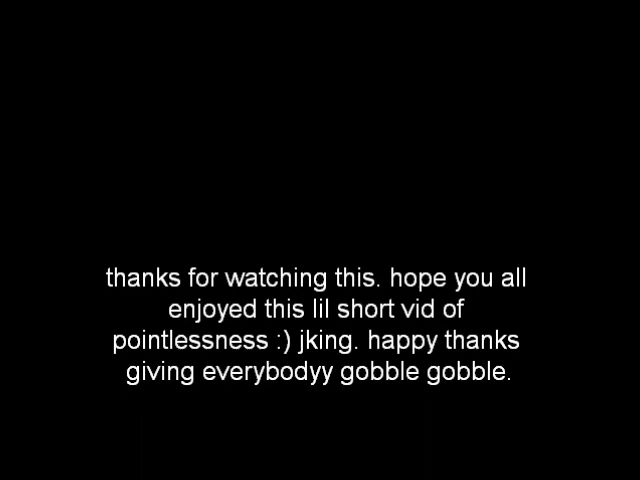 thanks for watching this. hope you all
enjoyed this lil short vid of
pointlessness :) jking. happy thanks
giving everybodyy gobble gobble.